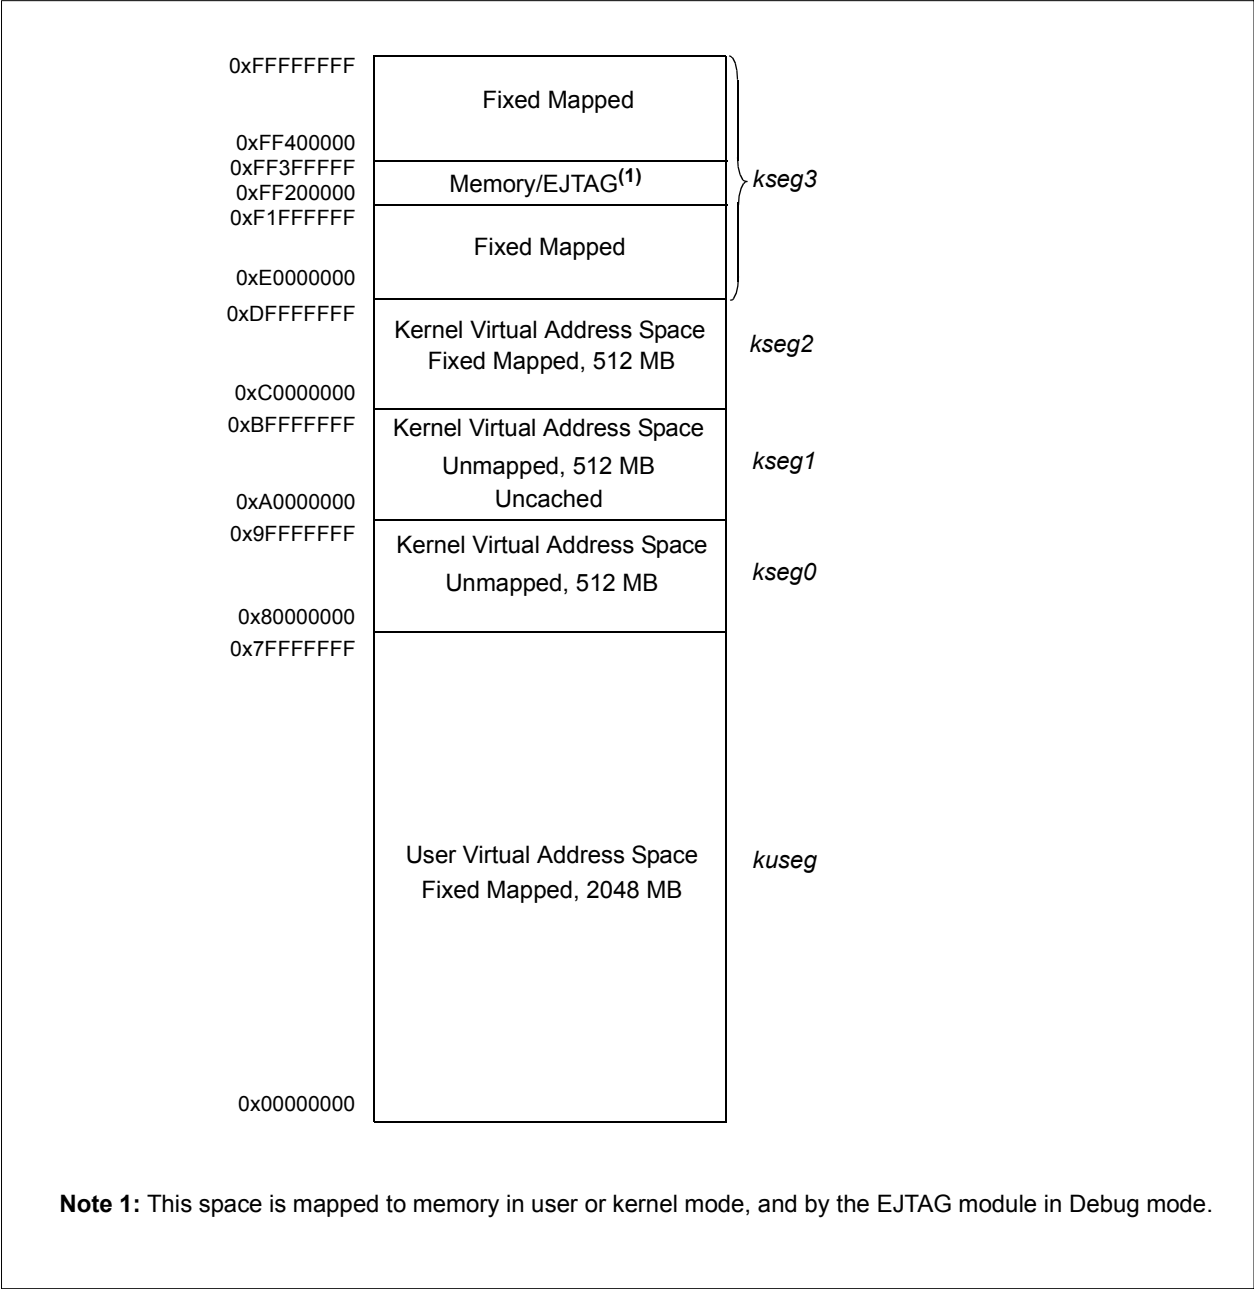 0xFFFFFFFF
Fixed Mapped
0xFF400000
0xFF3FFFFF
Memory/EJTAG(1)
kseg3
0xFF200000
0xF1FFFFFF
Fixed Mapped
0xE0000000
0xDFFFFFFF
Kernel Virtual Address Space
Fixed Mapped, 512 MB
kseg2
0xC0000000
0xBFFFFFFF
Kernel Virtual Address Space
Unmapped, 512 MB
kseg1
Uncached
0xA0000000
0x9FFFFFFF
Kernel Virtual Address Space
Unmapped, 512 MB
kseg0
0x80000000
0x7FFFFFFF
User Virtual Address Space
Fixed Mapped, 2048 MB
kuseg
0x00000000
Note 1: This space is mapped to memory in user or kernel mode, and by the EJTAG module in Debug mode.